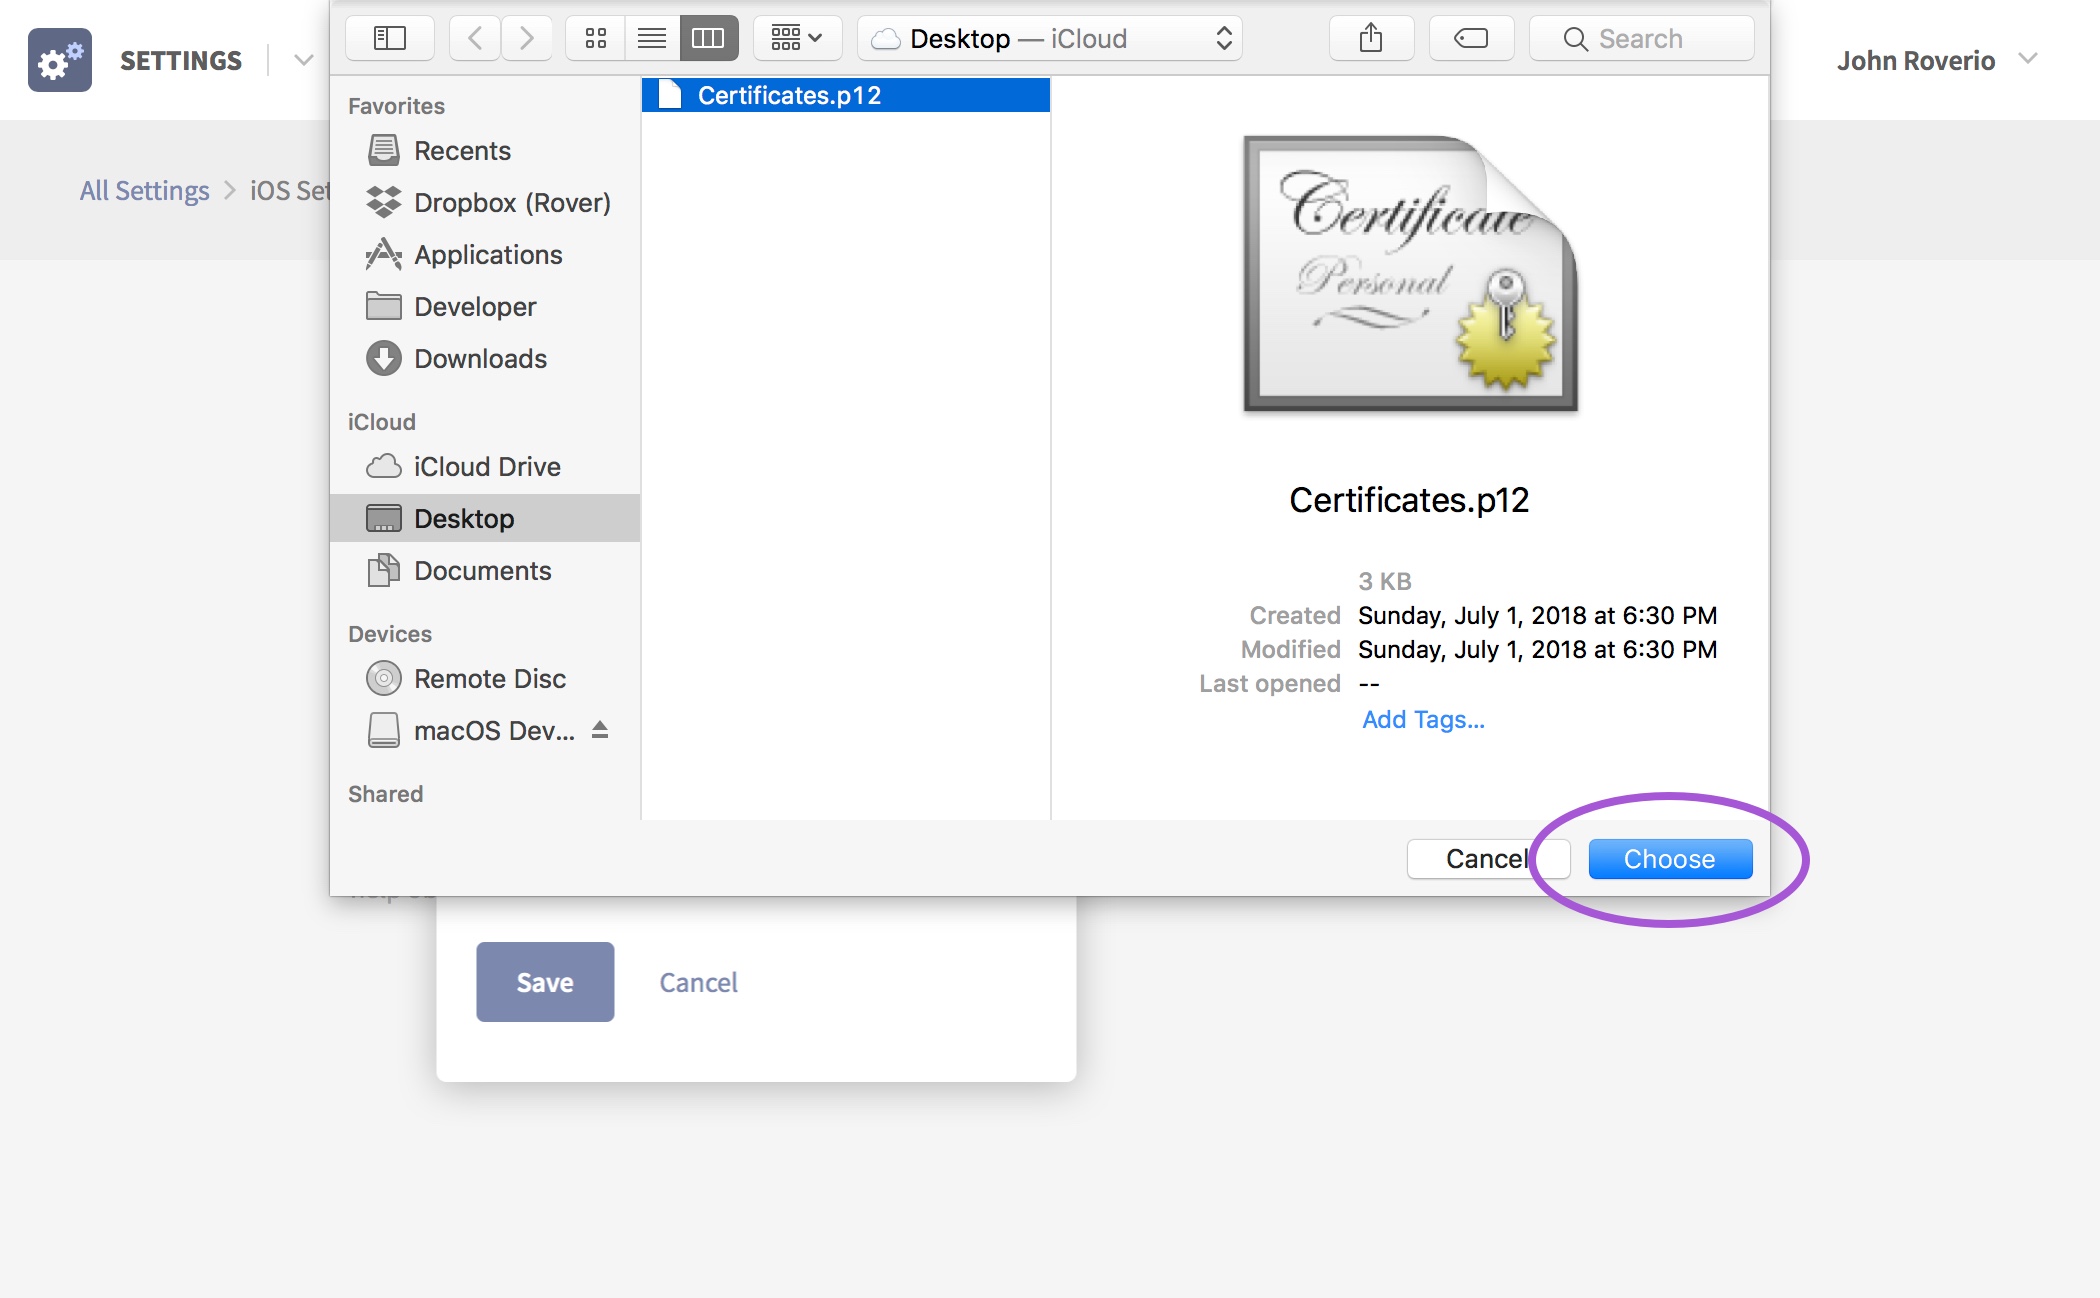 SETTINGS
Desktop — iCloud
Search
John Roverio
All Settings > iOS Set
Favorites
Recents
Dropbox (Rover)
Applications
Developer
Downloads
iCloud
iCloud Drive
Desktop
Documents
Devices
Remote Disc
macOS Dev...
Shared
Certificates.p12
Certificate
Personal
Certificates.p12
3 KB
Created Sunday, July 1, 2018 at 6:30 PM
Modified Sunday, July 1, 2018 at 6:30 PM
Last opened --
Add Tags...
Cancel
Choose
Save
Cancel